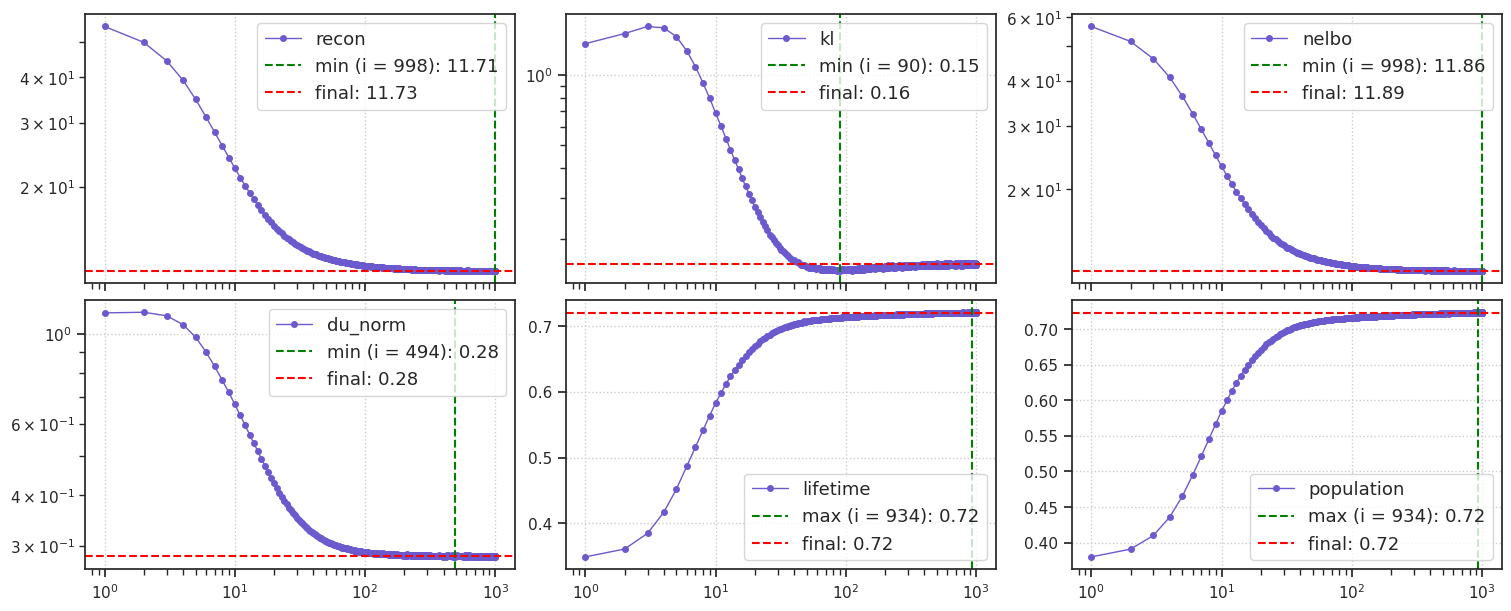 recon
min (i = 998): 11.71
final: 11.73
4 × 10¹
3 × 10¹
2 × 10¹
kl
min (i = 90): 0.15
final: 0.16
10⁰
nelbo
min (i = 998): 11.86
final: 11.89
6 × 10¹
4 × 10¹
3 × 10¹
2 × 10¹
du_norm
min (i = 494): 0.28
final: 0.28
10⁰
6 × 10⁻¹
4 × 10⁻¹
3 × 10⁻¹
10⁰ 10¹ 10² 10³
lifetime
max (i = 934): 0.72
final: 0.72
0.7
0.6
0.5
0.4
10⁰ 10¹ 10² 10³
population
max (i = 934): 0.72
final: 0.72
0.70
0.65
0.60
0.55
0.50
0.45
0.40
10⁰ 10¹ 10² 10³